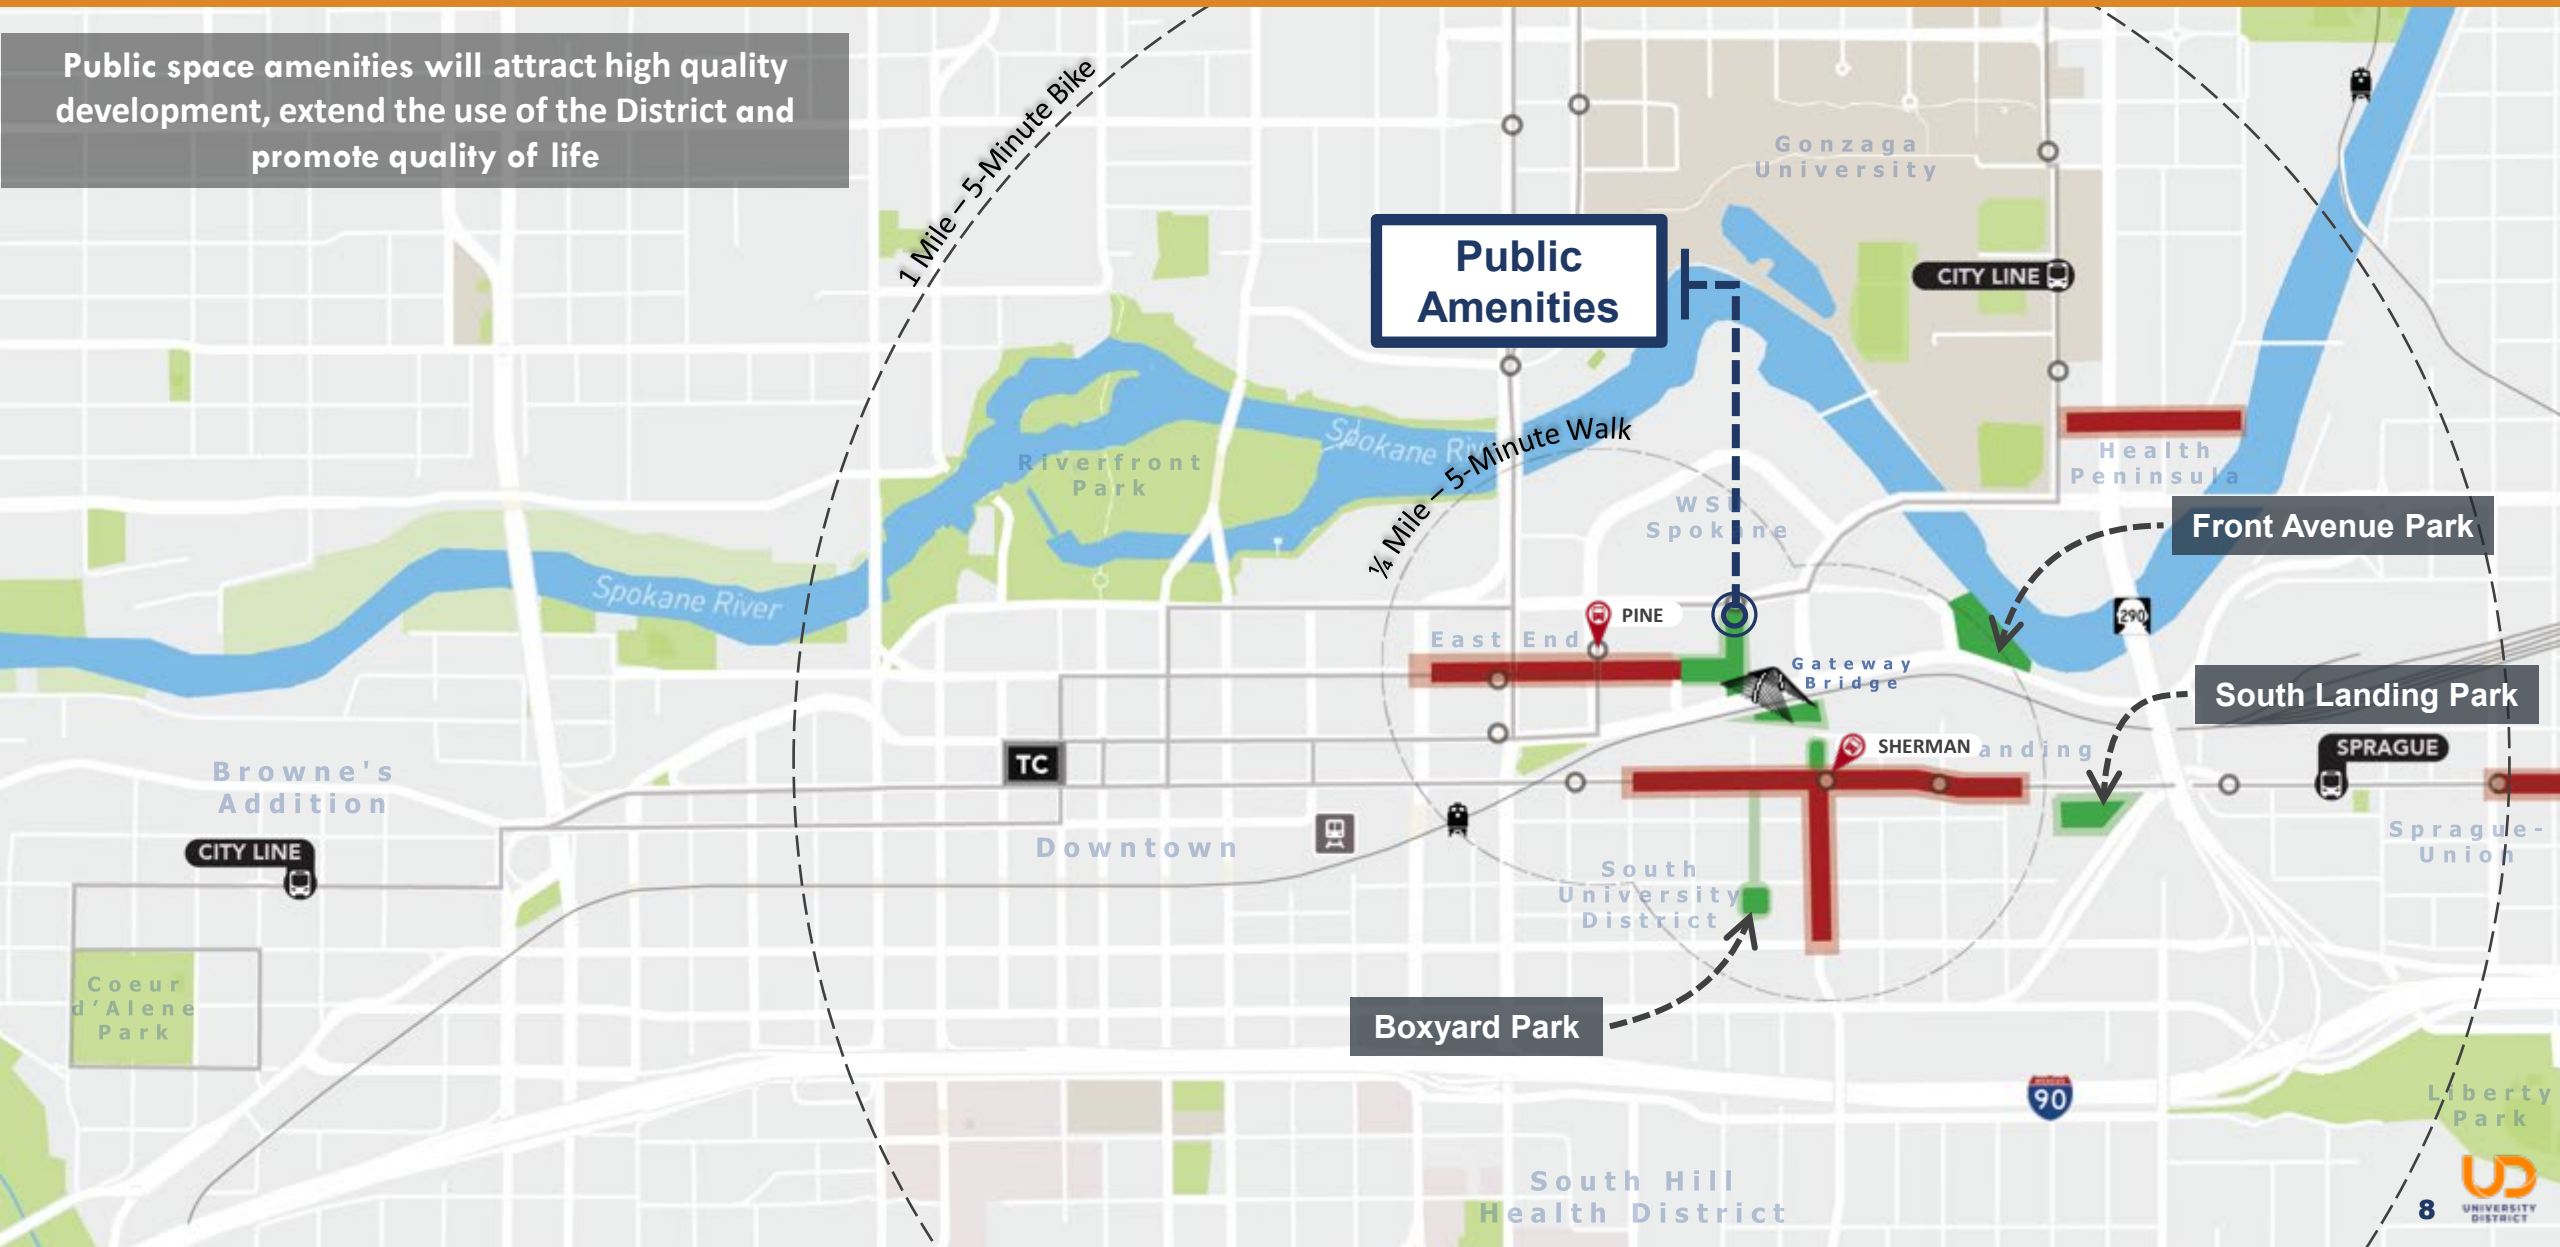 Public space amenities will attract high quality
development, extend the use of the District and
promote quality of life
1 Mile – 5-Minute Bike
Gonzaga
University
Public
Amenities
CITY LINE
Spokane Riv
¼ Mile – 5-Minute Walk
Riverfront
Park
Health
Peninsula
WSU
Spokane
Front Avenue Park
Spokane River
PINE
290
East End
Gateway
Bridge
South Landing Park
SHERMAN
anding
SPRAGUE
TC
Browne's
Addition
CITY LINE
Downtown
Sprague-
Union
South
University
District
Coeur
d'Alene
Park
Boxyard Park
90
Liberty
Park
South Hill
Health District
8
UD
UNIVERSITY
DISTRICT